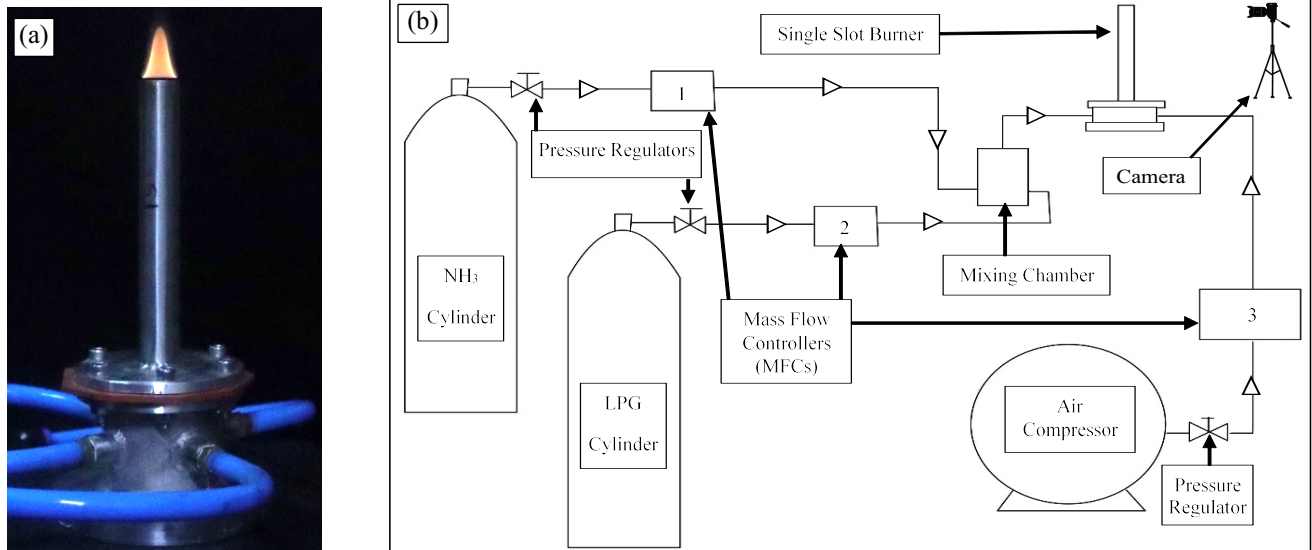 (a)
(b)
Single Slot Burner
1
Pressure Regulators
Camera
2
NH₃
Cylinder
Mixing Chamber
Mass Flow
Controllers
(MFCs)
3
LPG
Cylinder
Air
Compressor
Pressure
Regulator